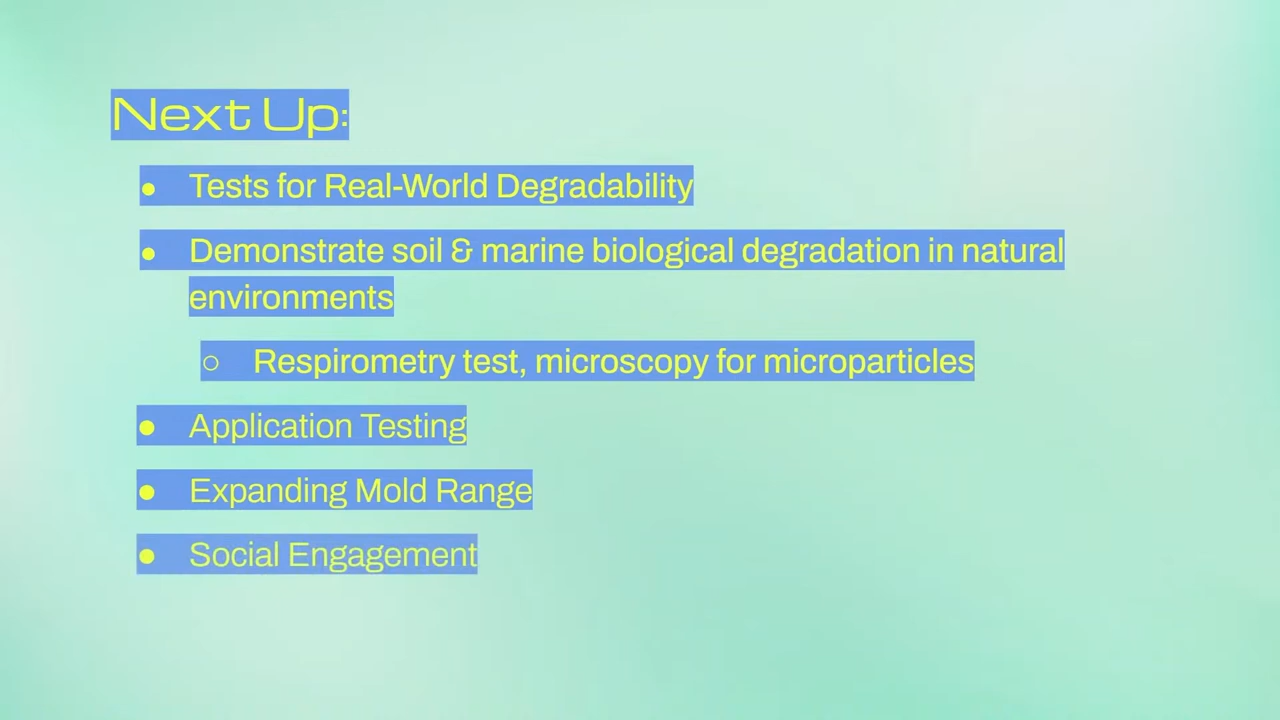 Next Up:
● Tests for Real-World Degradability
● Demonstrate soil & marine biological degradation in natural
environments
○ Respirometry test, microscopy for microparticles
● Application Testing
● Expanding Mold Range
● Social Engagement